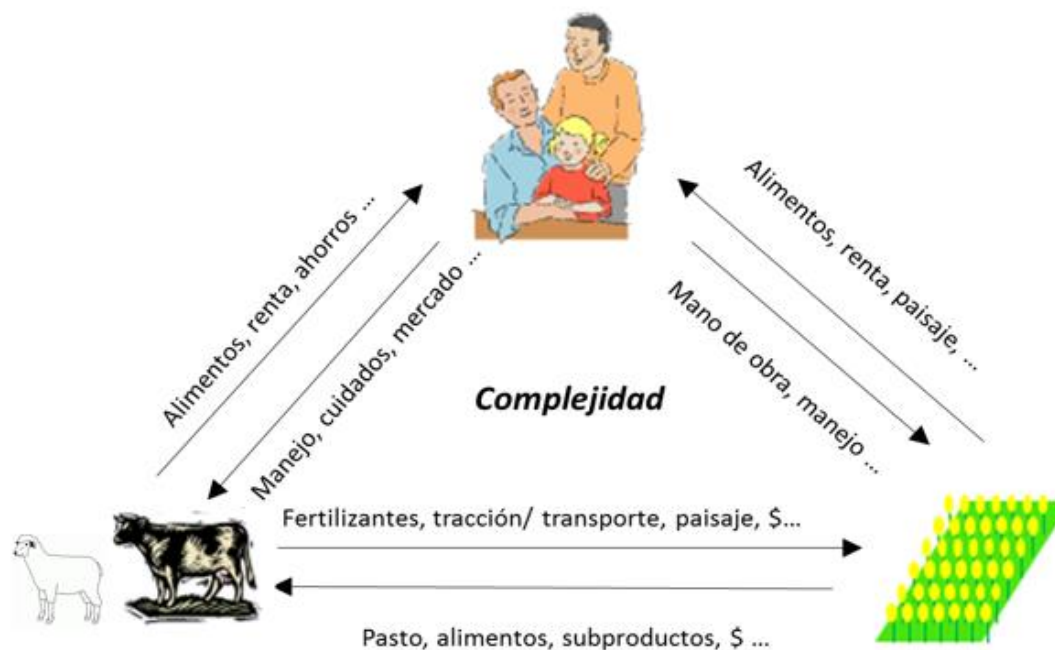 Alimentos, renta, ahorros ...
Manejo, cuidados, mercado ...
Alimentos, renta, paisaje, ...
Mano de obra, manejo ...
Complejidad
Fertilizantes, tracción/ transporte, paisaje, $...
Pasto, alimentos, subproductos, $ ...